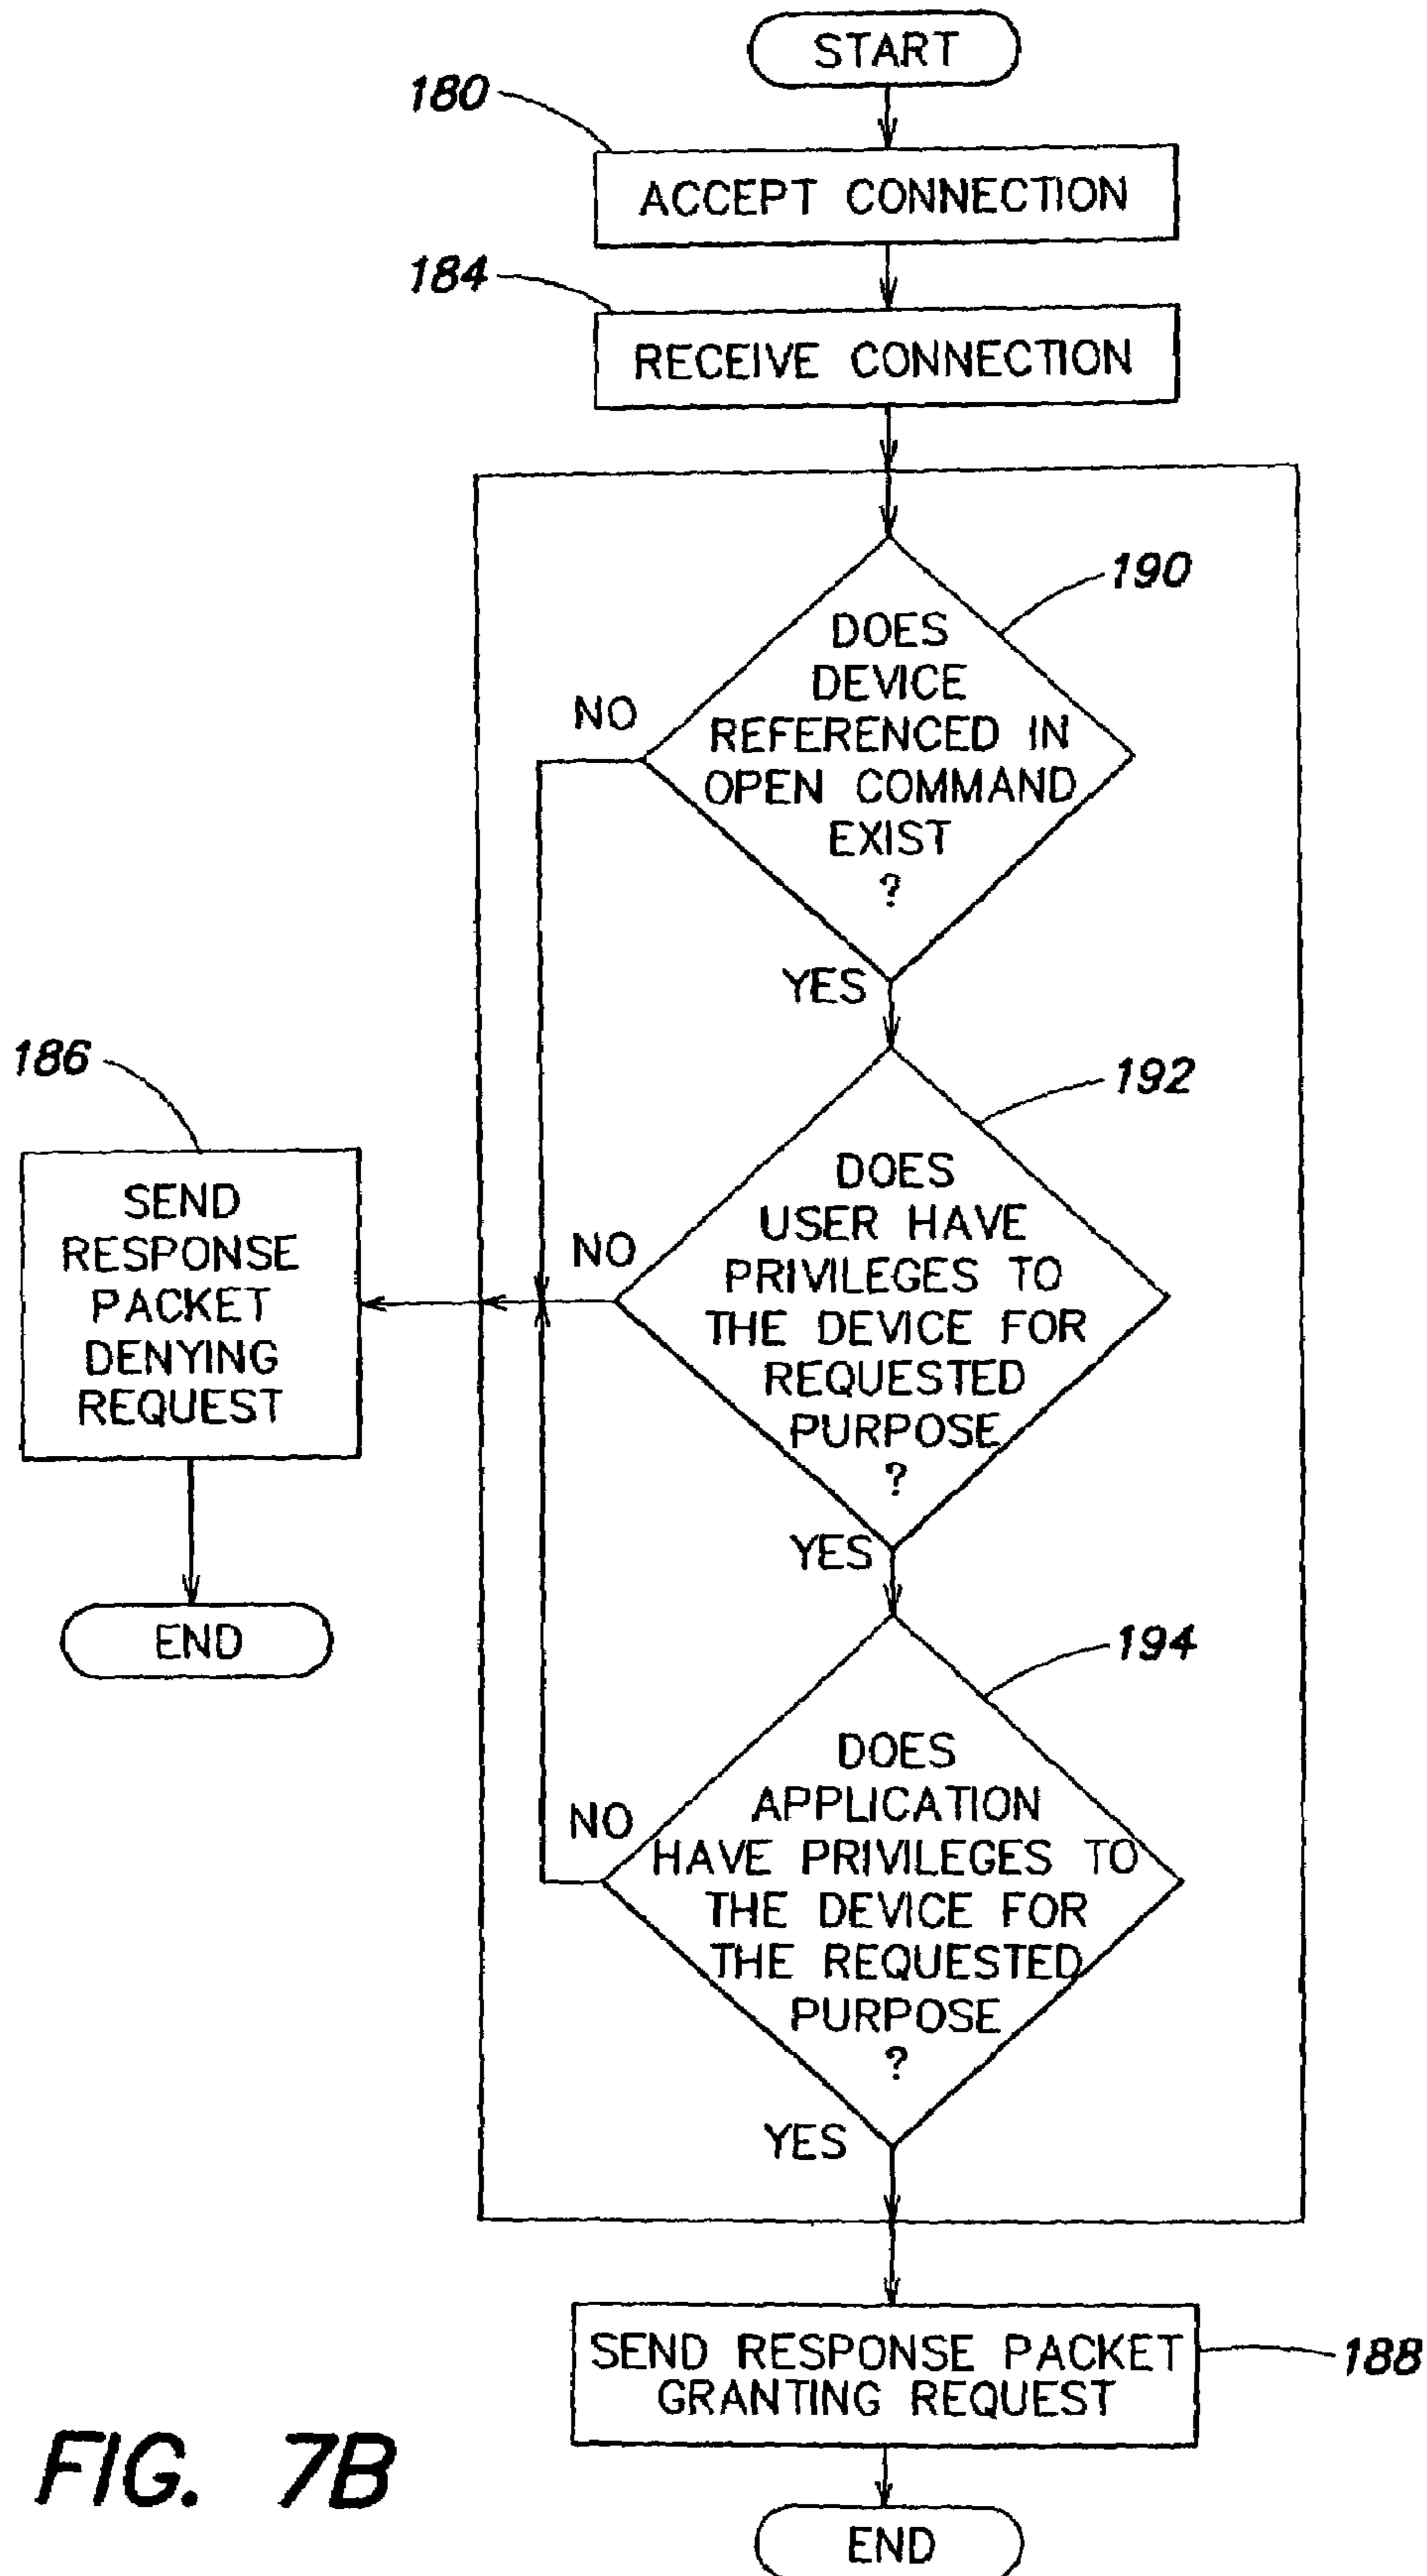 START
180
ACCEPT CONNECTION
184
RECEIVE CONNECTION
190
DOES
DEVICE
REFERENCED IN
OPEN COMMAND
EXIST
?
NO
YES
192
DOES
USER HAVE
PRIVILEGES TO
THE DEVICE FOR
REQUESTED
PURPOSE
?
NO
YES
186
SEND
RESPONSE
PACKET
DENYING
REQUEST
END
194
DOES
APPLICATION
HAVE PRIVILEGES TO
THE DEVICE FOR
THE REQUESTED
PURPOSE
?
NO
YES
SEND RESPONSE PACKET
GRANTING REQUEST
188
END
FIG. 7B